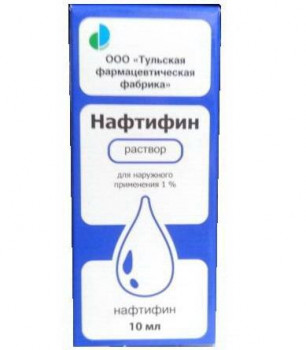 ООО «Тульская
фармацевтическая
фабрика»
Нафтифин
раствор
для наружного
применения 1 %
нафтифин
10 мл